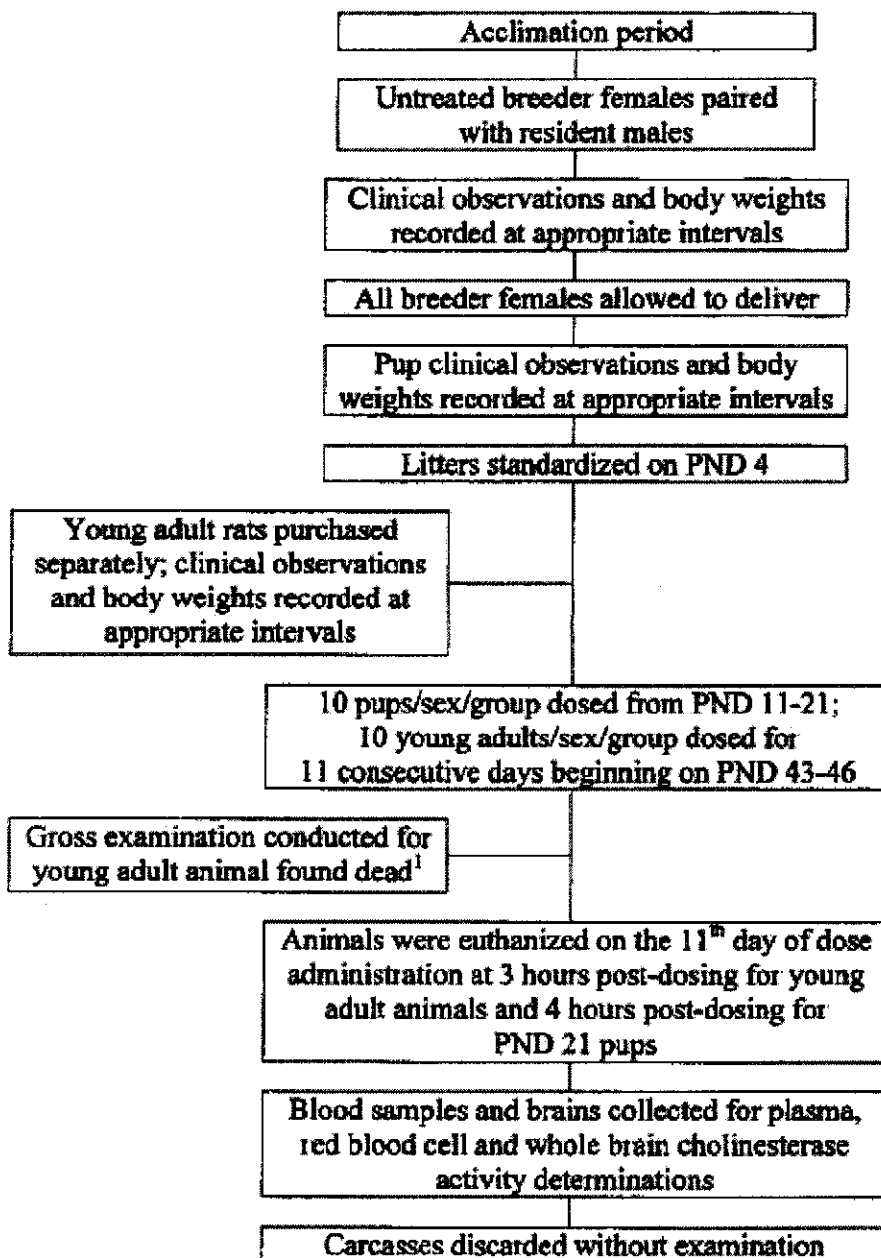 Acclimation period
Untreated breeder females paired
with resident males
Clinical observations and body weights
recorded at appropriate intervals
All breeder females allowed to deliver
Pup clinical observations and body
weights recorded at appropriate intervals
Litters standardized on PND 4
Young adult rats purchased
separately; clinical observations
and body weights recorded at
appropriate intervals
10 pups/sex/group dosed from PND 11-21;
10 young adults/sex/group dosed for
11 consecutive days beginning on PND 43-46
Gross examination conducted for
young adult animal found dead¹
Animals were euthanized on the 11th day of dose
administration at 3 hours post-dosing for young
adult animals and 4 hours post-dosing for
PND 21 pups
Blood samples and brains collected for plasma,
red blood cell and whole brain cholinesterase
activity determinations
Carcasses discarded without examination